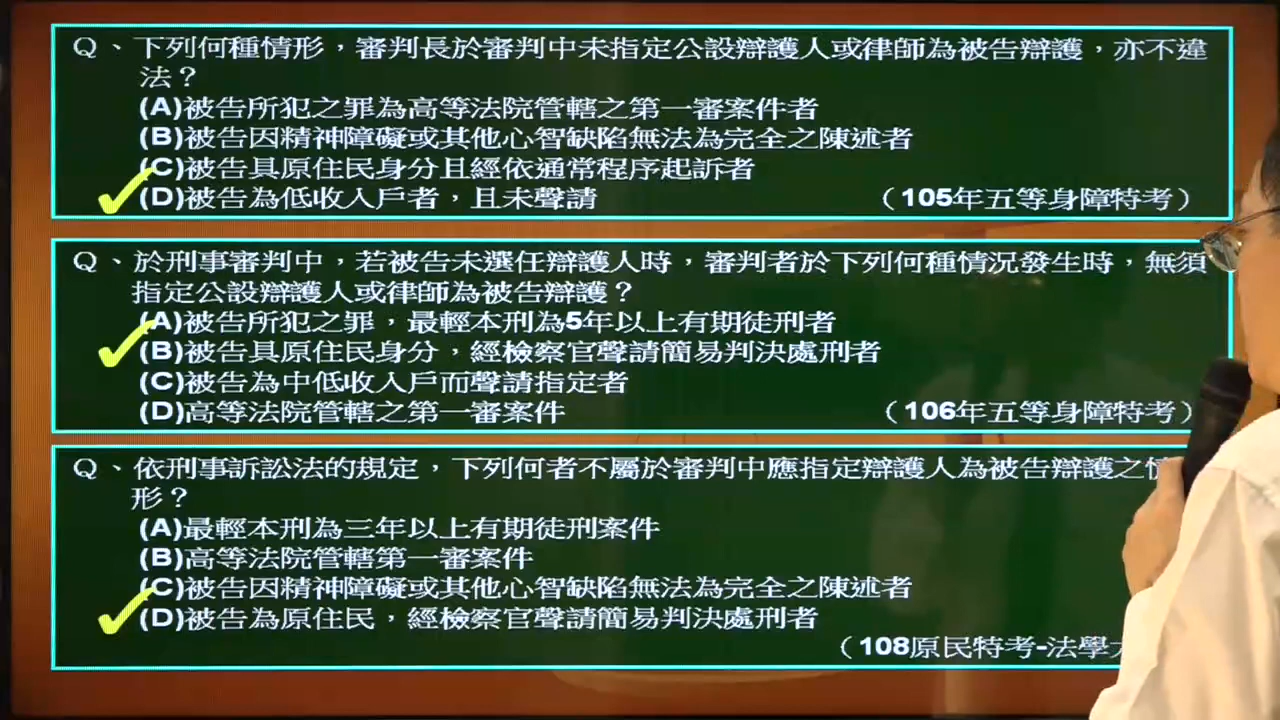 Q、下列何種情形，審判長於審判中未指定公設辯護人或律師為被告辯護，亦不違
法？
(A)被告所犯之罪為高等法院管轄之第一審案件者
(B)被告因精神障礙或其他心智缺陷無法為完全之陳述者
(C)被告具原住民身分且經依通常程序起訴者
(D)被告為低收入戶者，且未聲請 （105年五等身障特考）
Q、於刑事審判中，若被告未選任辯護人時，審判者於下列何種情況發生時，無須
指定公設辯護人或律師為被告辯護？
(A)被告所犯之罪，最輕本刑為5年以上有期徒刑者
(B)被告具原住民身分，經檢察官聲請簡易判決處刑者
(C)被告為中低收入戶而聲請指定者
(D)高等法院管轄之第一審案件 （106年五等身障特考）
Q、依刑事訴訟法的規定，下列何者不屬於審判中應指定辯護人為被告辯護之
形？
(A)最輕本刑為三年以上有期徒刑案件
(B)高等法院管轄第一審案件
(C)被告因精神障礙或其他心智缺陷無法為完全之陳述者
(D)被告為原住民，經檢察官聲請簡易判決處刑者
（108原民特考-法學